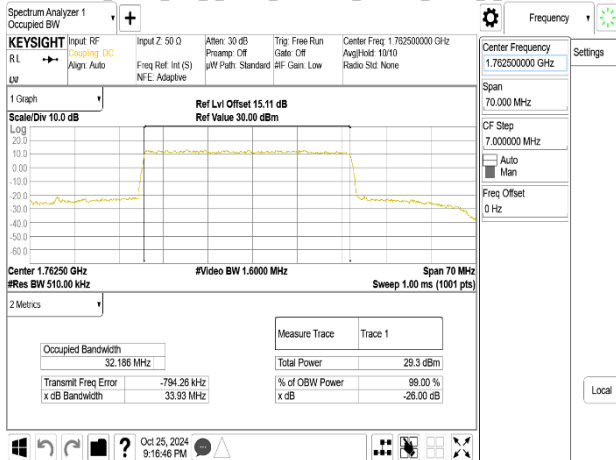 Spectrum Analyzer 1
Occupied BW
+
Frequency
KEYSIGHT
Input: RF
Input Z: 50 Ω
Atten: 30 dB
Trig: Free Run
Center Freq: 1.762500000 GHz
RL
Coupling: DC
Preamp: Off
Gate: Off
Avg|Hold: 10/10
Align: Auto
Freq Ref: Int (S)
µW Path: Standard
#IF Gain: Low
Radio Std: None
NFE: Adaptive
Center Frequency
1.762500000 GHz
Settings
Span
70.000 MHz
CF Step
7.000000 MHz
Auto
Man
Freq Offset
0 Hz
Local
1 Graph
Scale/Div 10.0 dB
Ref Lvl Offset 15.11 dB
Ref Value 30.00 dBm
Log
20.0
10.0
0.00
-10.0
-20.0
-30.0
-40.0
-50.0
-60.0
Center 1.76250 GHz
#Video BW 1.6000 MHz
Span 70 MHz
#Res BW 510.00 kHz
Sweep 1.00 ms (1001 pts)
2 Metrics
Occupied Bandwidth
32.186 MHz
Transmit Freq Error
-794.26 kHz
x dB Bandwidth
33.93 MHz
Measure Trace
Trace 1
Total Power
29.3 dBm
% of OBW Power
99.00 %
x dB
-26.00 dB
?
Oct 25, 2024
9:16:46 PM